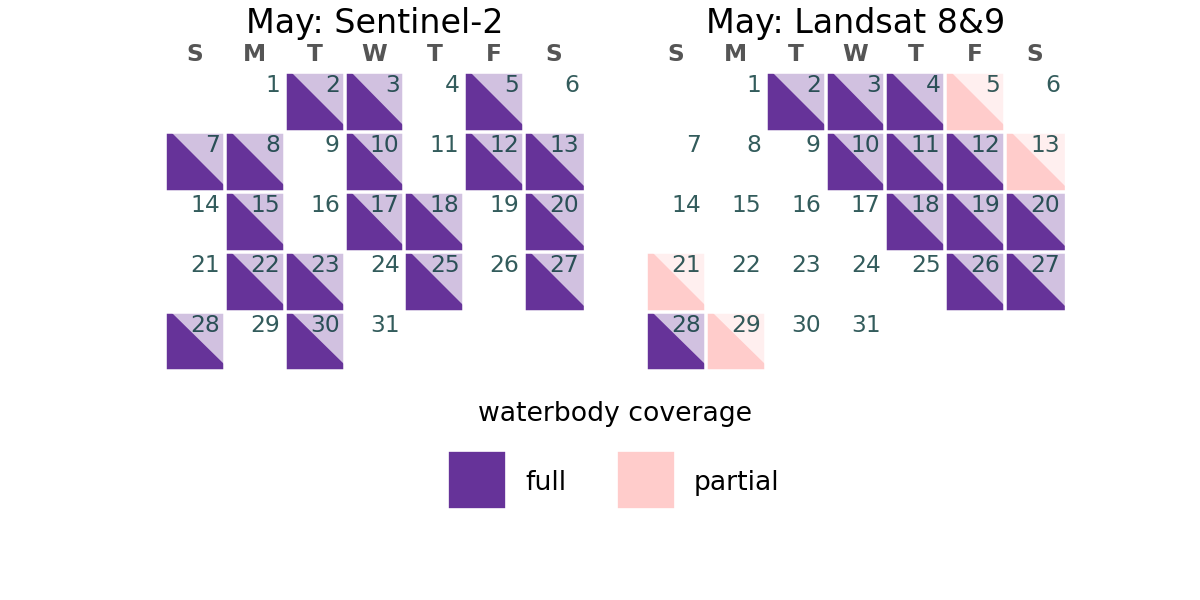 May: Sentinel-2
S M T W T F S
1 2 3 4 5 6
7 8 9 10 11 12 13
14 15 16 17 18 19 20
21 22 23 24 25 26 27
28 29 30 31
May: Landsat 8&9
S M T W T F S
1 2 3 4 5 6
7 8 9 10 11 12 13
14 15 16 17 18 19 20
21 22 23 24 25 26 27
28 29 30 31
waterbody coverage
full partial